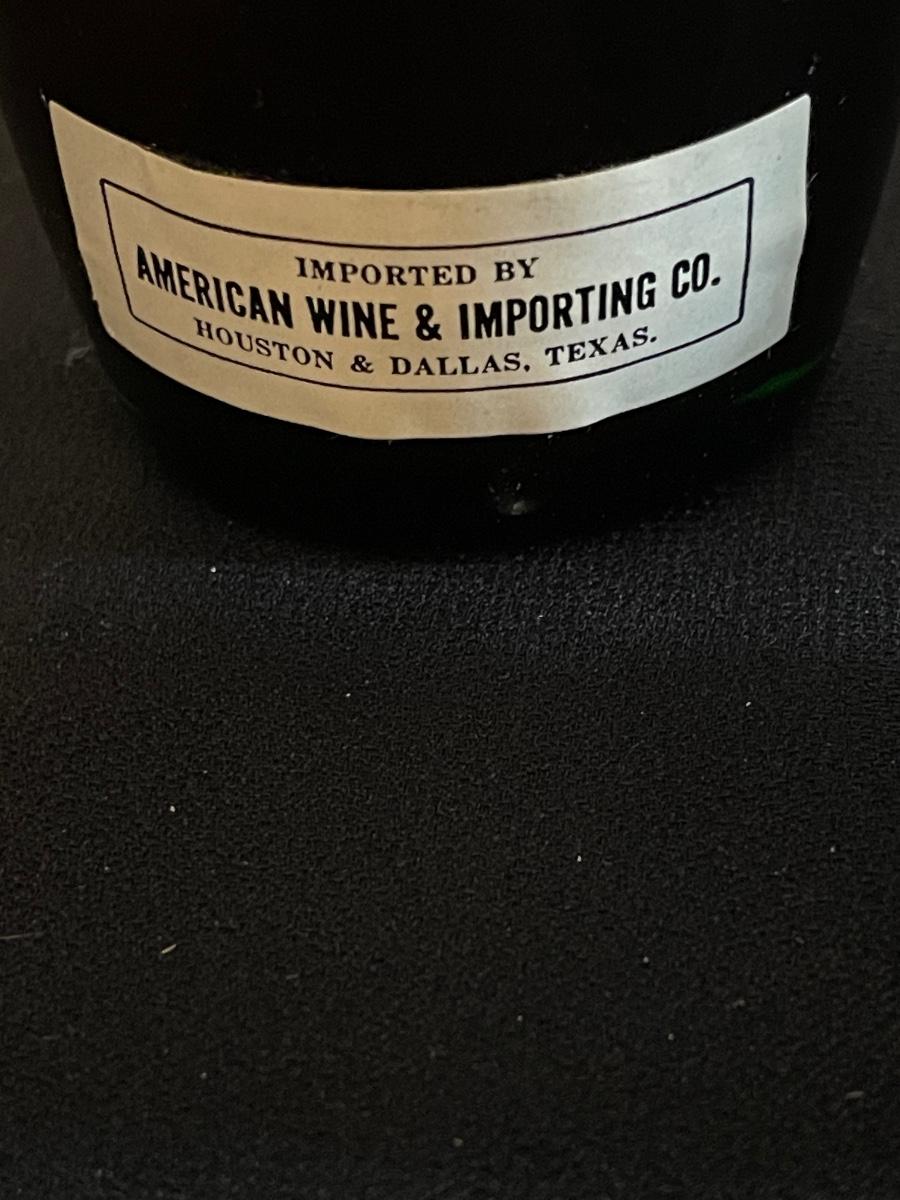 IMPORTED BY
AMERICAN WINE & IMPORTING CO.
HOUSTON & DALLAS, TEXAS.